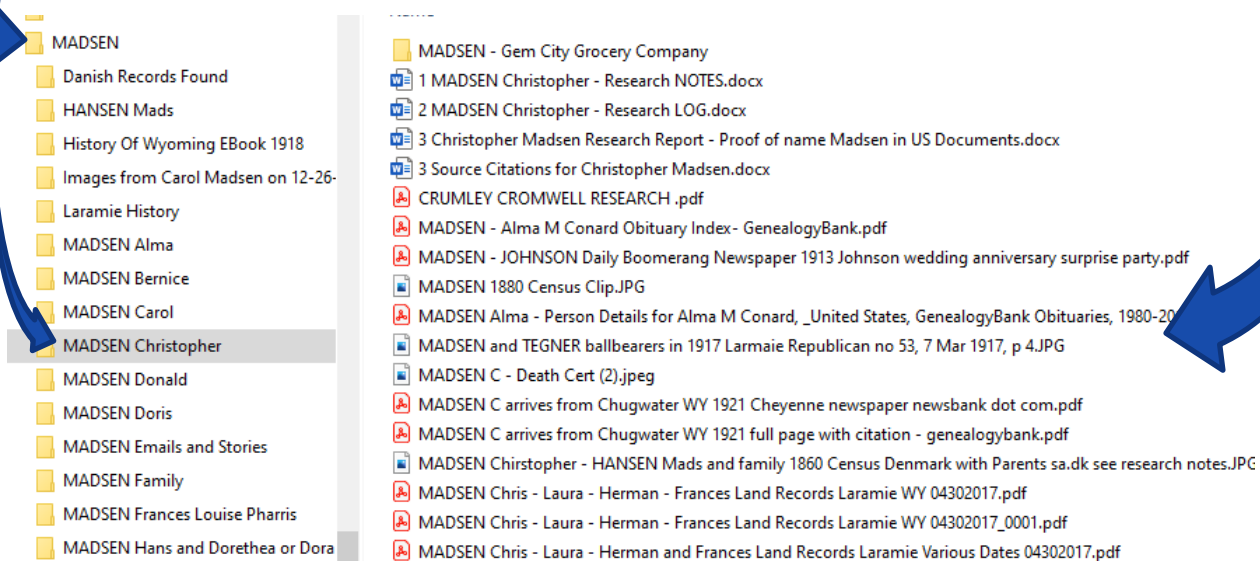 MADSEN
Danish Records Found
HANSEN Mads
History Of Wyoming EBook 1918
Images from Carol Madsen on 12-26-
Laramie History
MADSEN Alma
MADSEN Bernice
MADSEN Carol
MADSEN Christopher
MADSEN Donald
MADSEN Doris
MADSEN Emails and Stories
MADSEN Family
MADSEN Frances Louise Pharris
MADSEN Hans and Dorethea or Dora
MADSEN - Gem City Grocery Company
1 MADSEN Christopher - Research NOTES.docx
2 MADSEN Christopher - Research LOG.docx
3 Christopher Madsen Research Report - Proof of name Madsen in US Documents.docx
3 Source Citations for Christopher Madsen.docx
CRUMLEY CROMWELL RESEARCH .pdf
MADSEN - Alma M Conard Obituary Index- GenealogyBank.pdf
MADSEN - JOHNSON Daily Boomerang Newspaper 1913 Johnson wedding anniversary surprise party.pdf
MADSEN 1880 Census Clip.JPG
MADSEN Alma - Person Details for Alma M Conard, _United States, GenealogyBank Obituaries, 1980-20
MADSEN and TEGNER ballbearers in 1917 Larmaie Republican no 53, 7 Mar 1917, p 4.JPG
MADSEN C - Death Cert (2).jpeg
MADSEN C arrives from Chugwater WY 1921 Cheyenne newspaper newsbank dot com.pdf
MADSEN C arrives from Chugwater WY 1921 full page with citation - genealogybank.pdf
MADSEN Chirstopher - HANSEN Mads and family 1860 Census Denmark with Parents sa.dk see research notes.JPG
MADSEN Chris - Laura - Herman - Frances Land Records Laramie WY 04302017.pdf
MADSEN Chris - Laura - Herman - Frances Land Records Laramie WY 04302017_0001.pdf
MADSEN Chris - Laura - Herman and Frances Land Records Laramie Various Dates 04302017.pdf